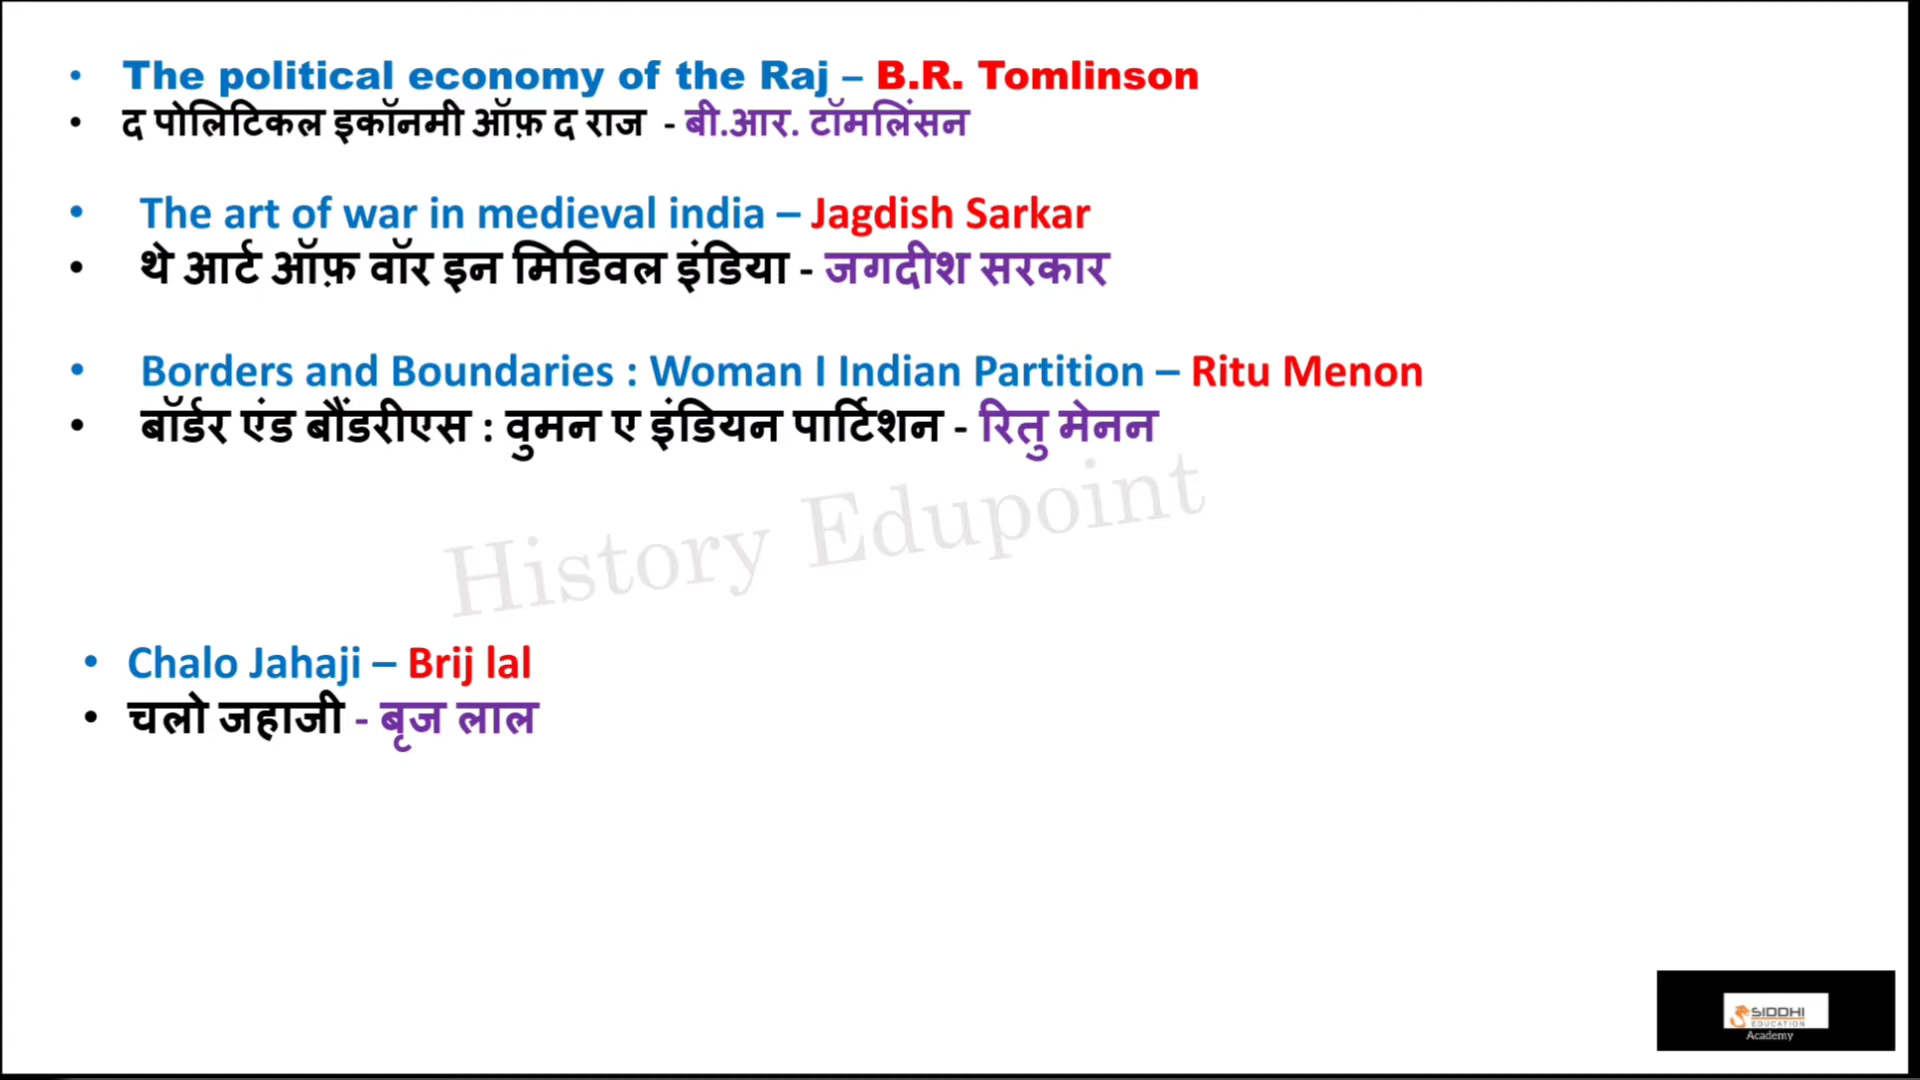 • The political economy of the Raj – B.R. Tomlinson
• द पोलिटिकल इकॉनमी ऑफ़ द राज - बी.आर. टॉमलिंसन
• The art of war in medieval india – Jagdish Sarkar
• थे आर्ट ऑफ़ वॉर इन मिडिवल इंडिया - जगदीश सरकार
• Borders and Boundaries : Woman I Indian Partition – Ritu Menon
• बॉर्डर एंड बौंडरीएस : वुमन ए इंडियन पार्टिशन - रितु मेनन
History Edupoint
• Chalo Jahaji – Brij lal
• चलो जहाजी - बृज लाल
SIDDHI
EDUCATION
Academy